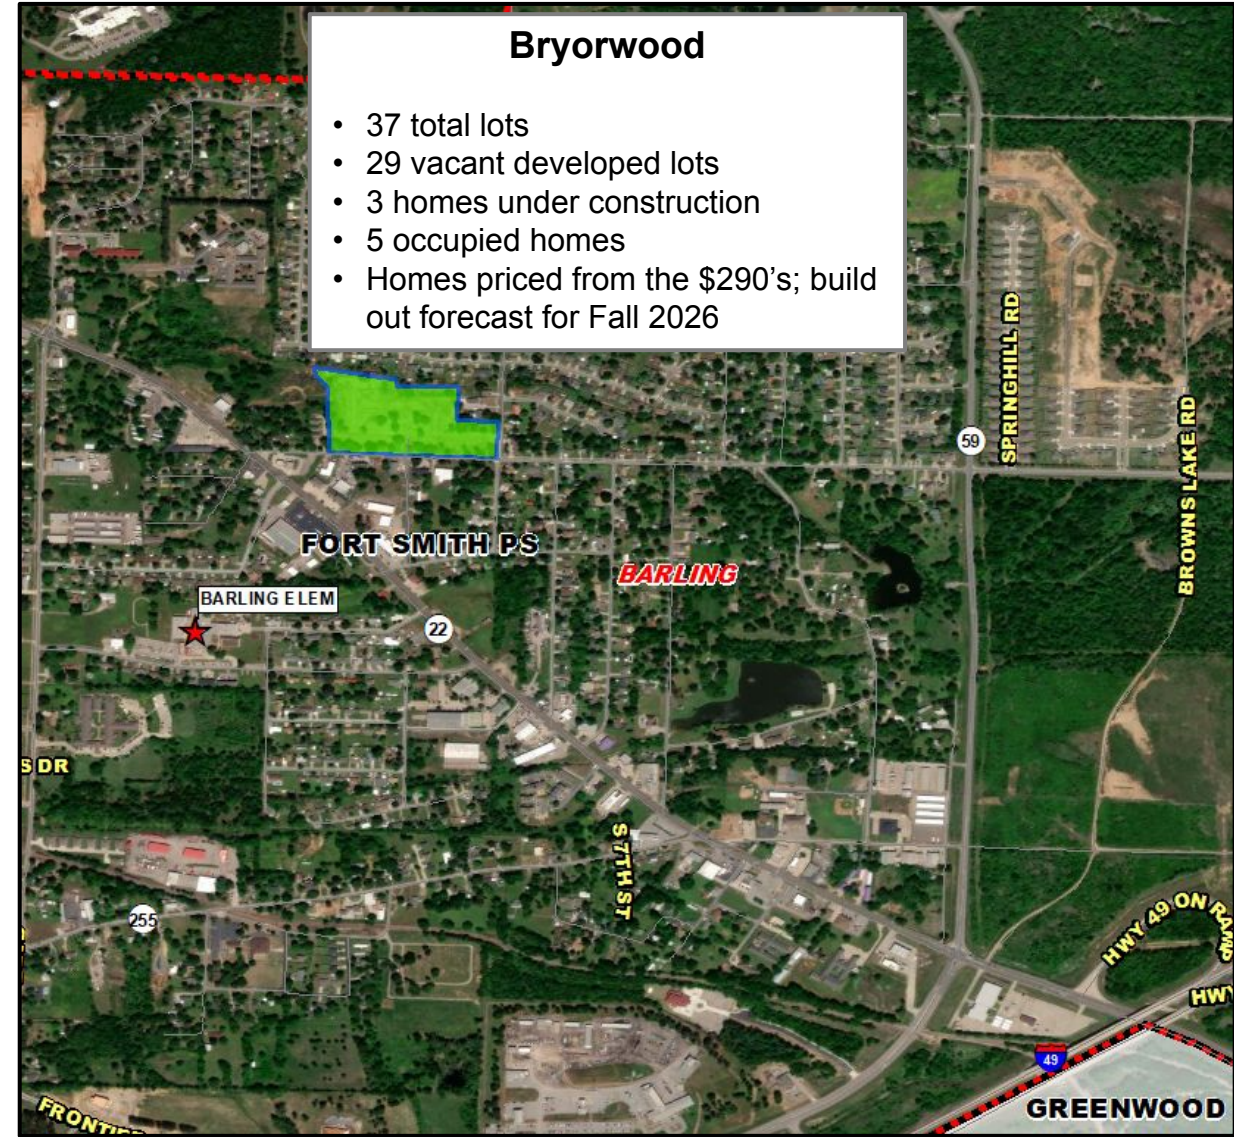 Bryorwood
• 37 total lots
• 29 vacant developed lots
• 3 homes under construction
• 5 occupied homes
• Homes priced from the $290's; build
out forecast for Fall 2026
SPRINGHILL RD
59
BROWNS LAKE RD
FORT SMITH PS
BARLING
BARLING ELEM
22
S DR
S 7TH ST
255
HWY 49 ON RAMP
HWY
49
GREENWOOD